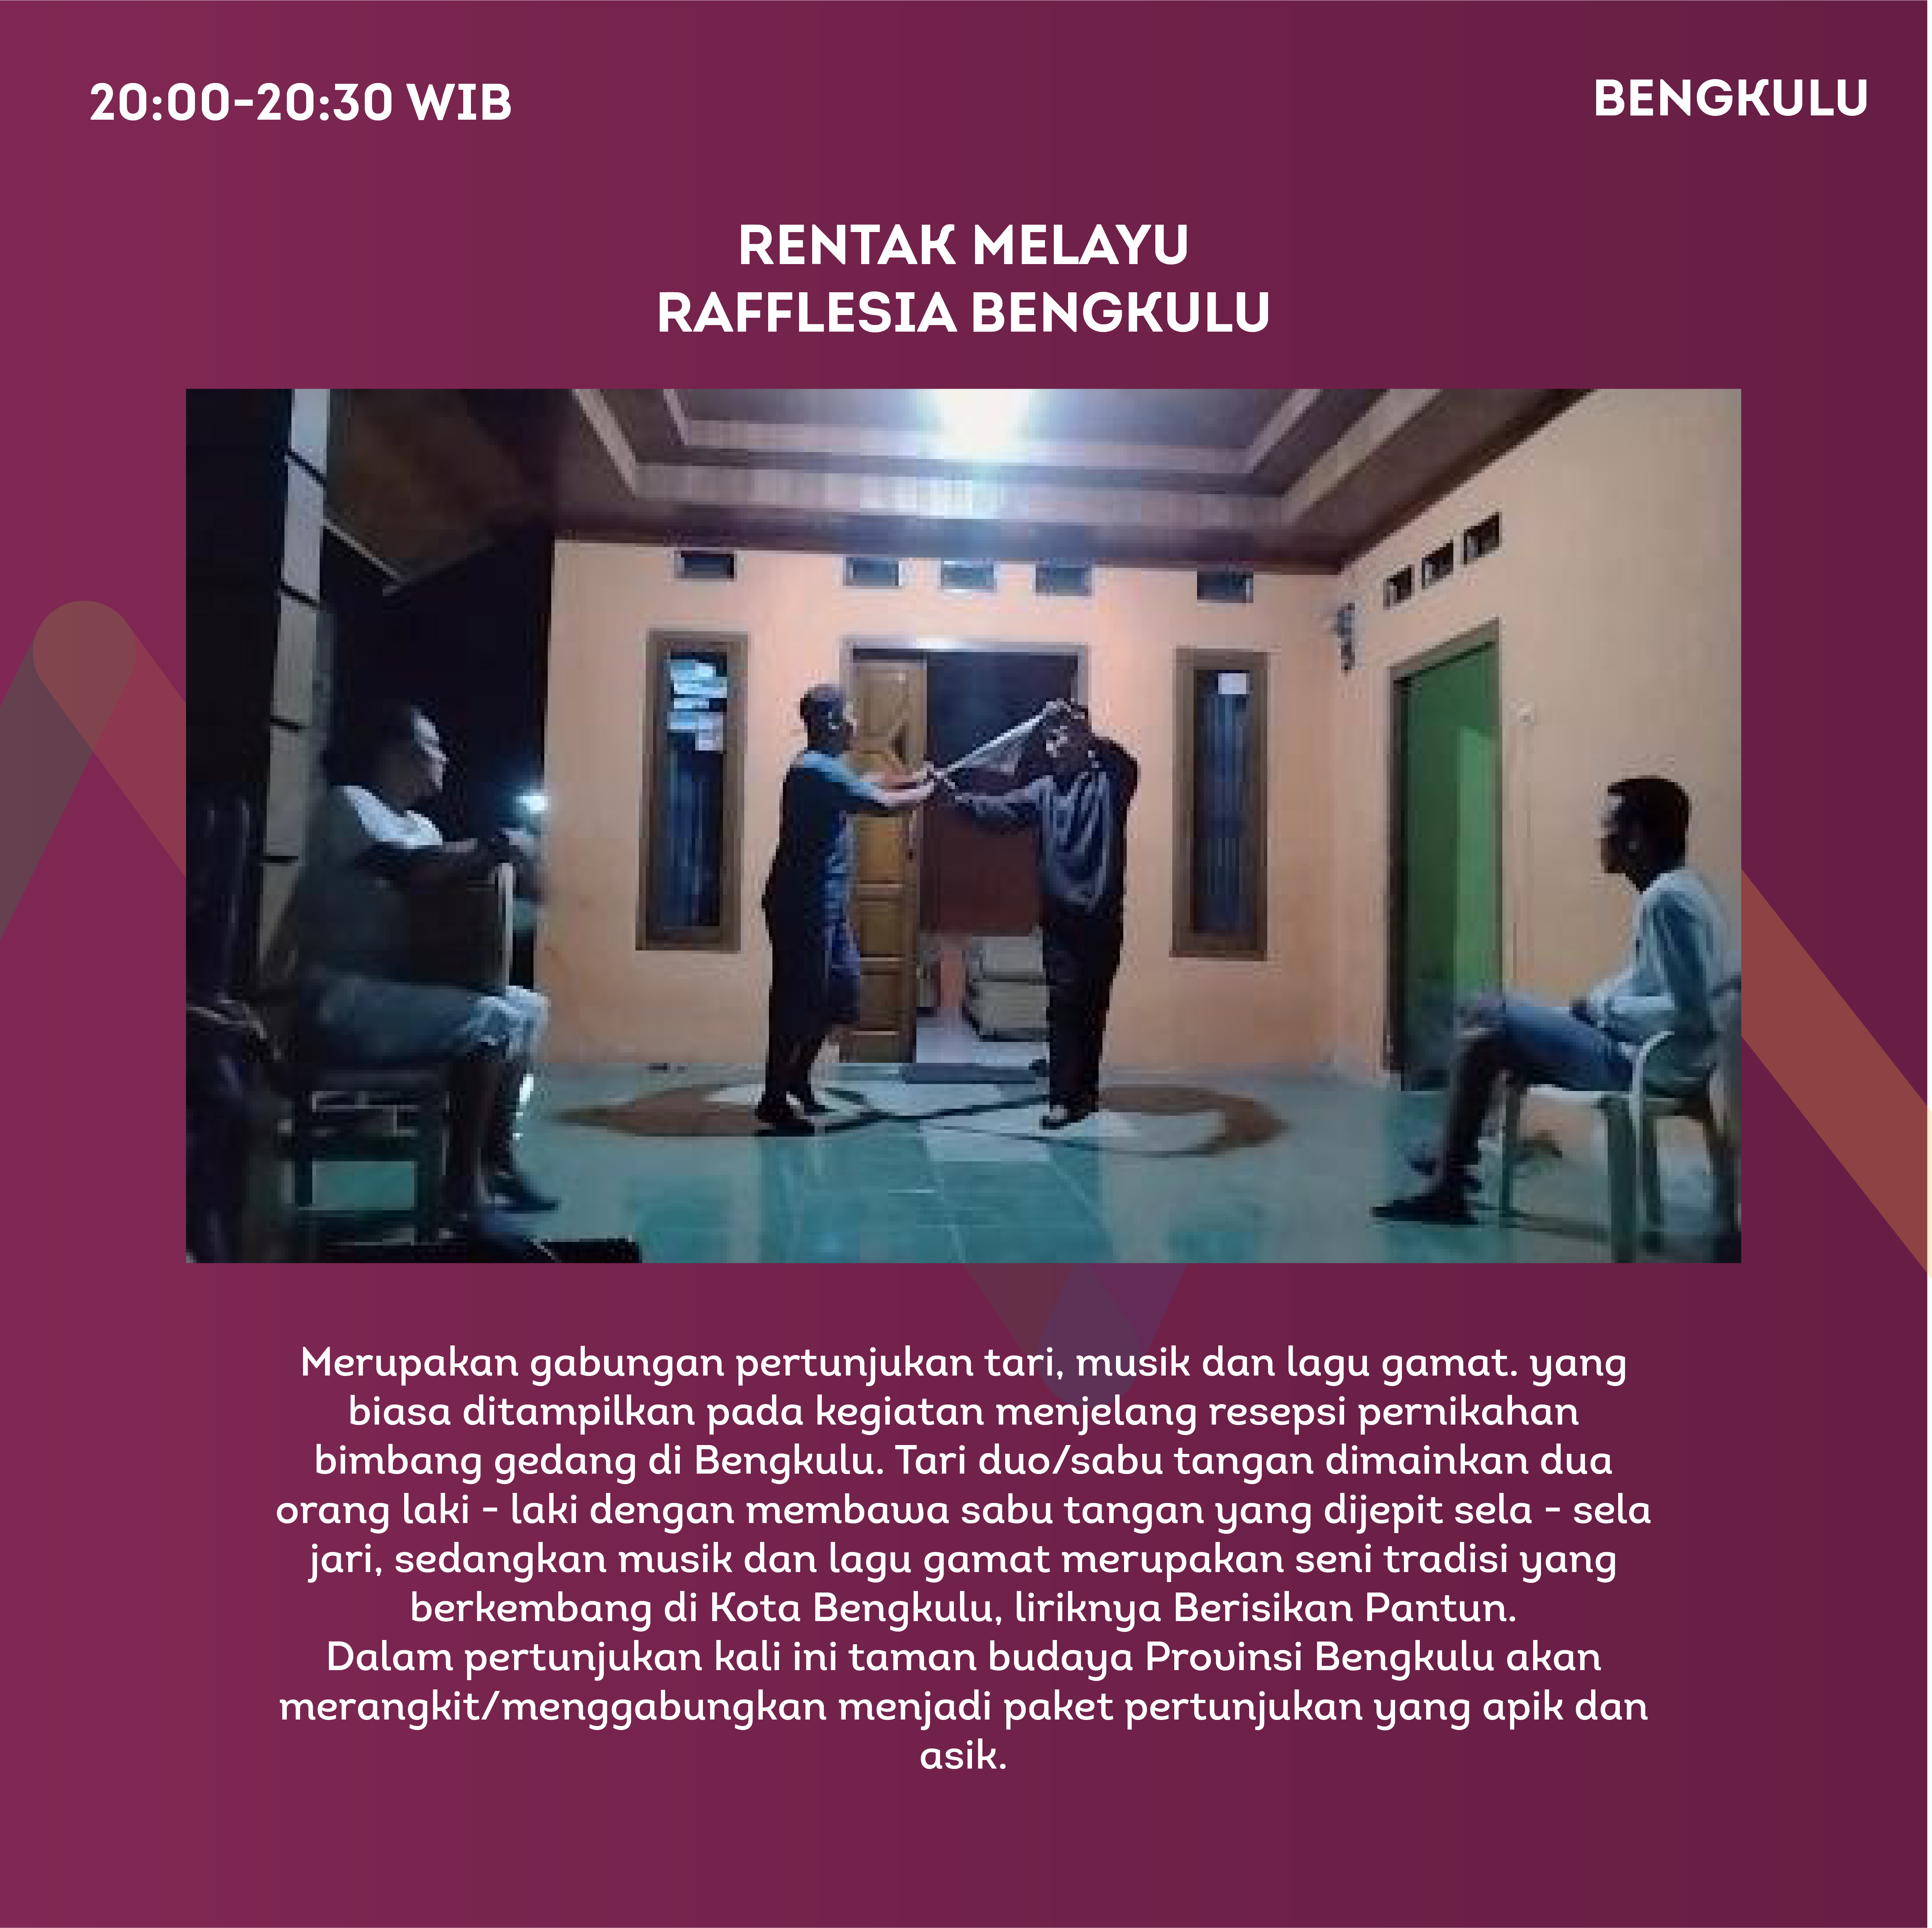 20:00-20:30 WIB
BENGKULU
RENTAK MELAYU
RAFFLESIA BENGKULU
Merupakan gabungan pertunjukan tari, musik dan lagu gamat. yang
biasa ditampilkan pada kegiatan menjelang resepsi pernikahan
bimbang gedang di Bengkulu. Tari duo/sabu tangan dimainkan dua
orang laki - laki dengan membawa sabu tangan yang dijepit sela - sela
jari, sedangkan musik dan lagu gamat merupakan seni tradisi yang
berkembang di Kota Bengkulu, liriknya Berisikan Pantun.
Dalam pertunjukan kali ini taman budaya Provinsi Bengkulu akan
merangkit/menggabungkan menjadi paket pertunjukan yang apik dan
asik.